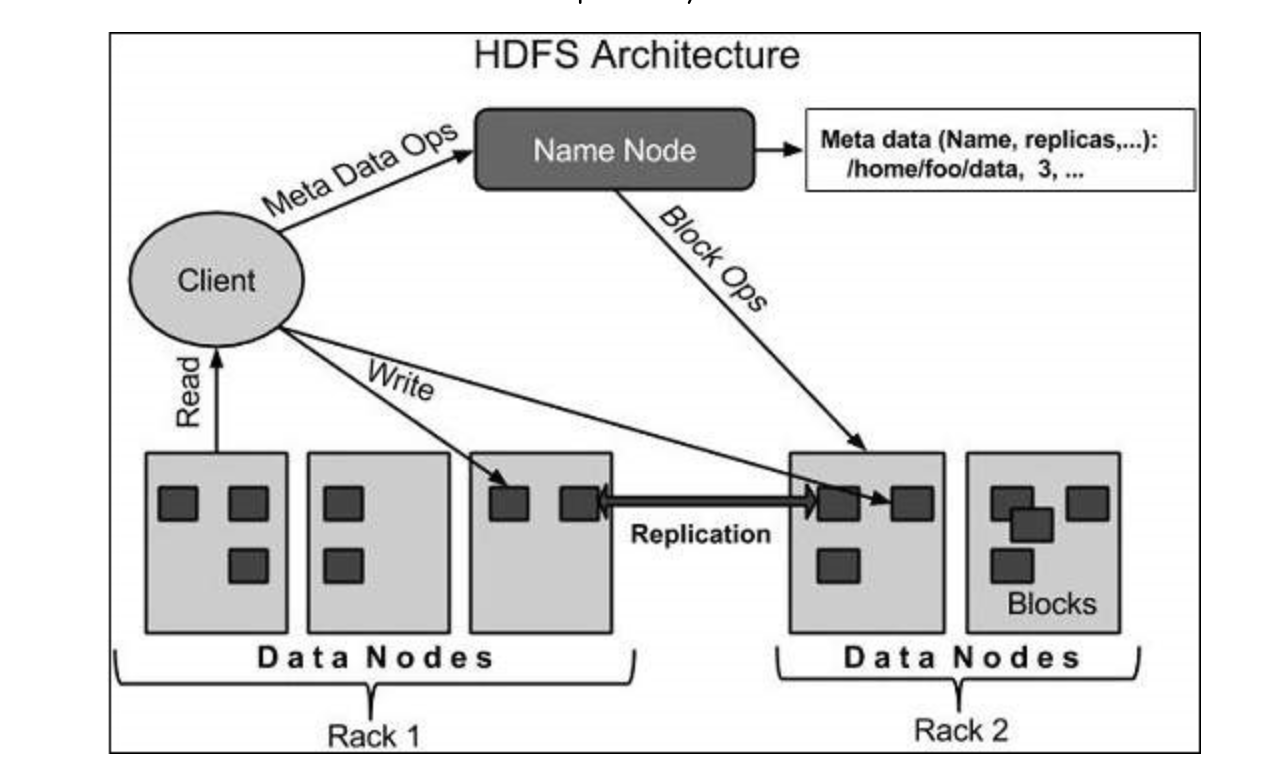 HDFS Architecture
Meta Data Ops
Name Node
Meta data (Name, replicas,...):
/home/foo/data, 3, ...
Block Ops
Client
Read
Write
Replication
Blocks
Data Nodes
Data Nodes
Rack 1
Rack 2